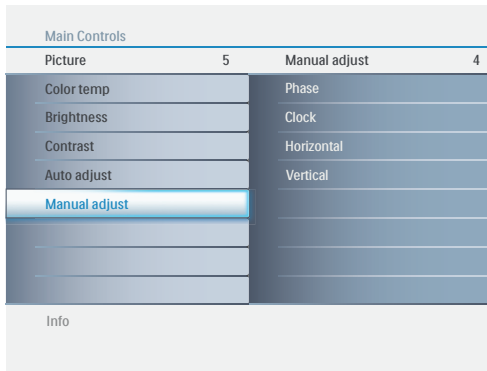 Main Controls
Picture 5 Manual adjust 4
Color temp Phase
Brightness Clock
Contrast Horizontal
Auto adjust Vertical
Manual adjust
Info